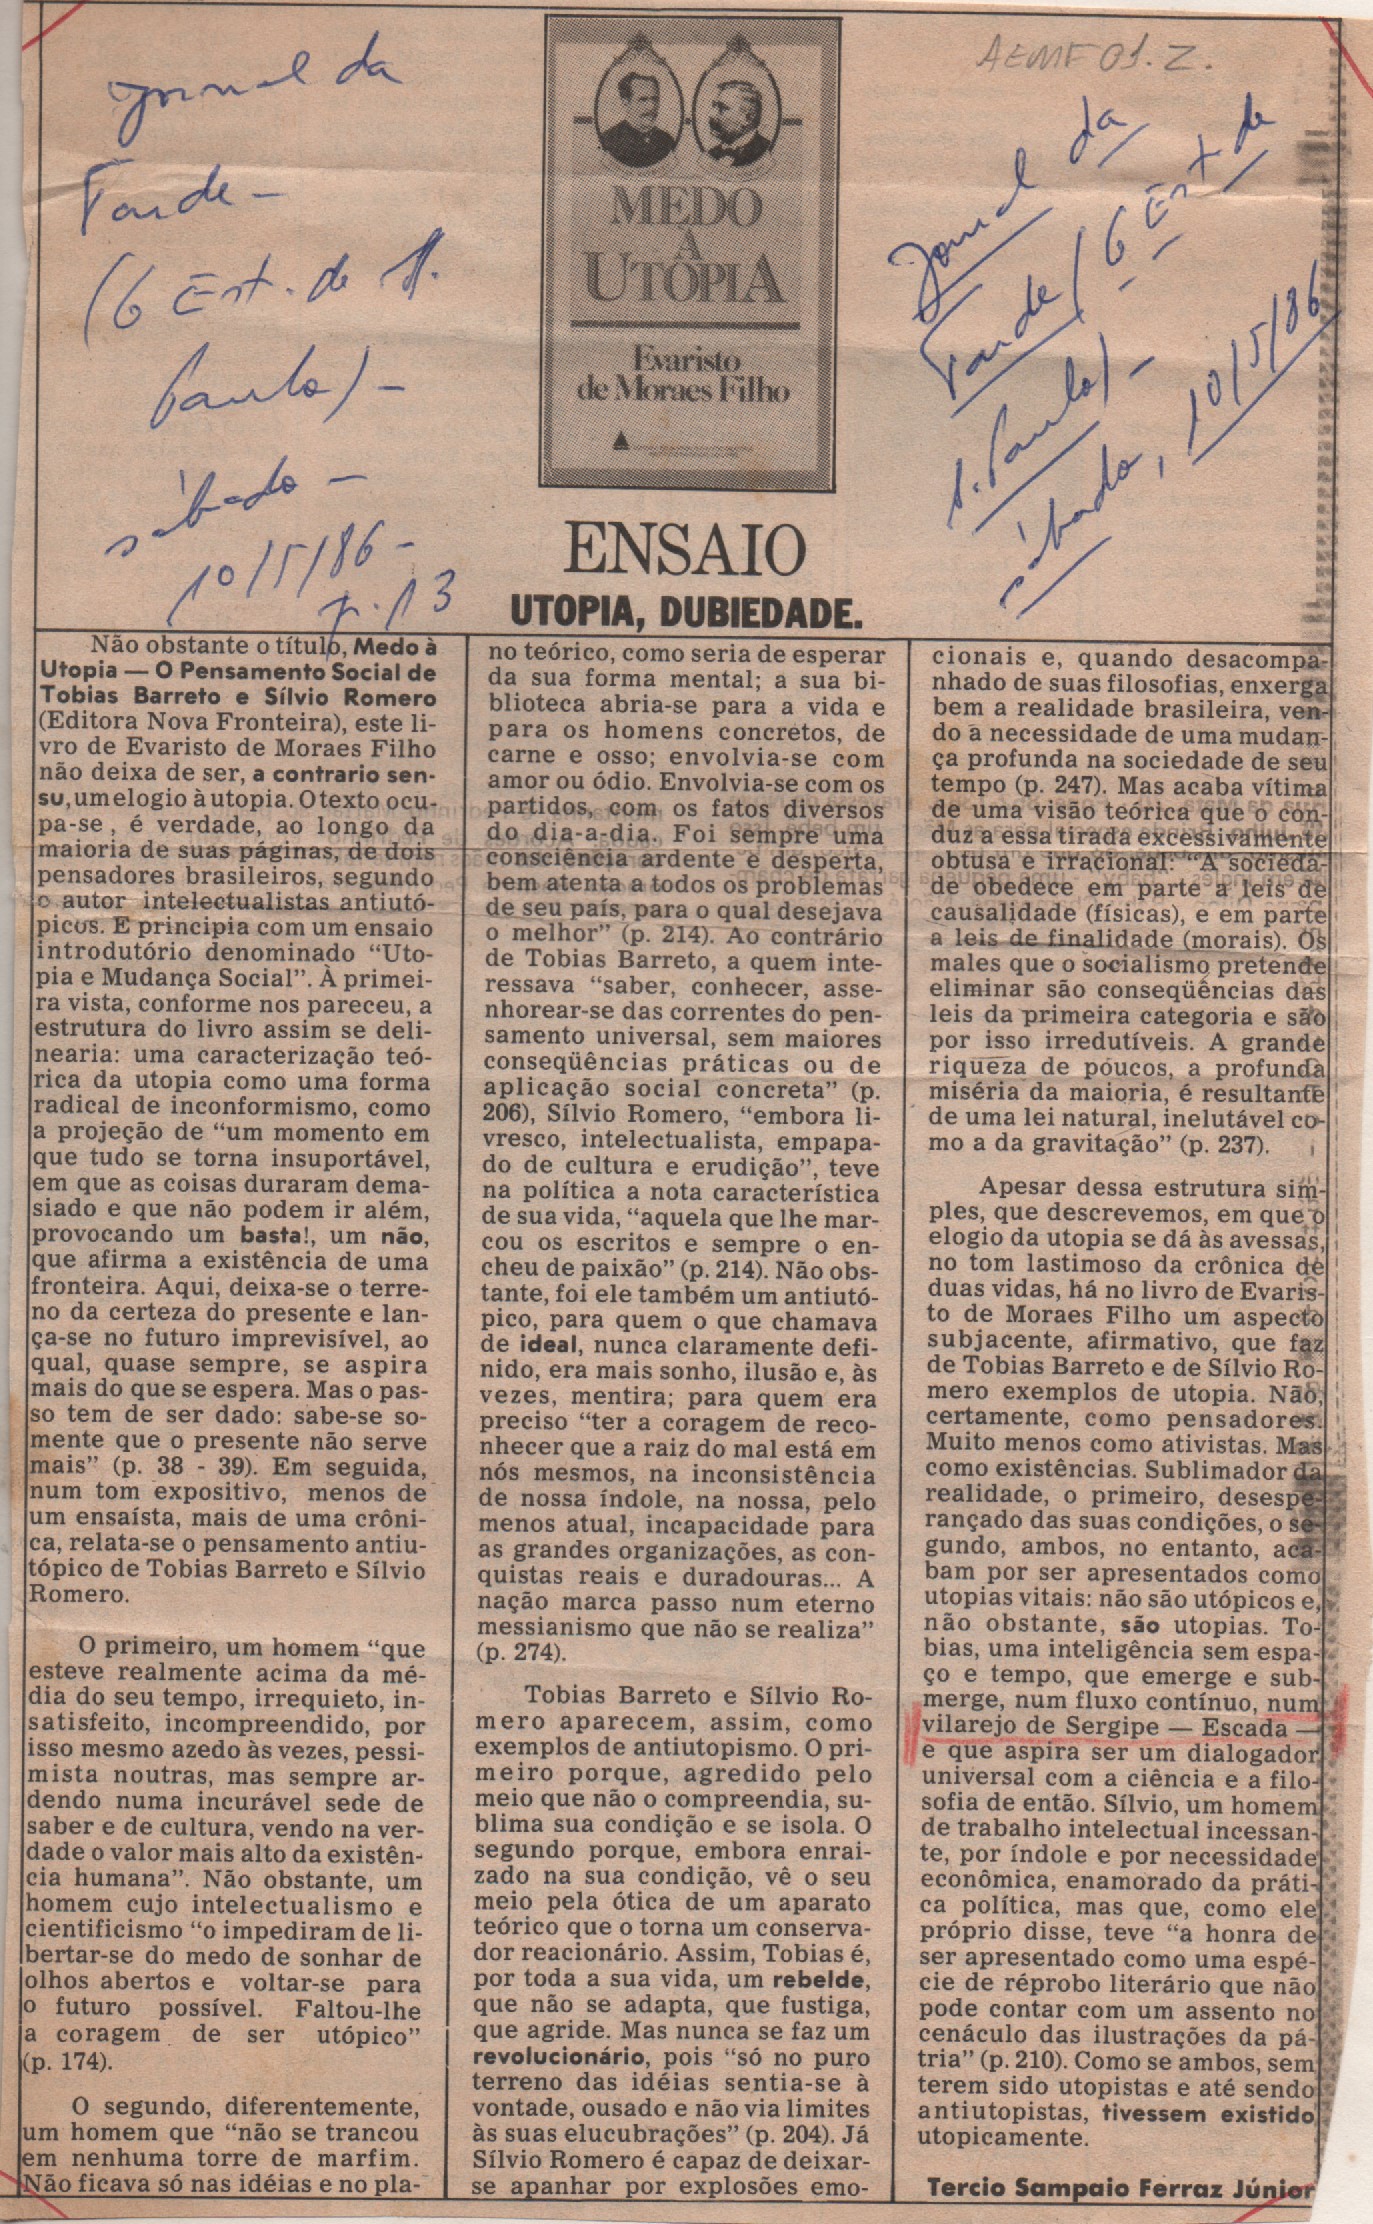 AEMF 01.Z.
Jornal da
Tarde –
(O Est. de S.
Paulo) –
sábado –
10/5/86 –
p. 13
Jornal da
Tarde (O Est de
S. Paulo) –
sábado, 10/5/86
MEDO
À
UTOPIA
Evaristo
de Moraes Filho
ENSAIO
UTOPIA, DUBIEDADE.
Não obstante o título, Medo à
Utopia — O Pensamento Social de
Tobias Barreto e Sílvio Romero
(Editora Nova Fronteira), este li-
vro de Evaristo de Moraes Filho
não deixa de ser, a contrario sen-
su, um elogio à utopia. O texto ocu-
pa-se, é verdade, ao longo da
maioria de suas páginas, de dois
pensadores brasileiros, segundo
o autor intelectualistas antiutó-
picos. E principia com um ensaio
introdutório denominado “Uto-
pia e Mudança Social”. À primei-
ra vista, conforme nos pareceu, a
estrutura do livro assim se deli-
nearia: uma caracterização teó-
rica da utopia como uma forma
radical de inconformismo, como
a projeção de “um momento em
que tudo se torna insuportável,
em que as coisas duraram dema-
siado e que não podem ir além,
provocando um basta!, um não,
que afirma a existência de uma
fronteira. Aqui, deixa-se o terre-
no da certeza do presente e lan-
ça-se no futuro imprevisível, ao
qual, quase sempre, se aspira
mais do que se espera. Mas o pas-
so tem de ser dado: sabe-se so-
mente que o presente não serve
mais” (p. 38 - 39). Em seguida,
num tom expositivo, menos de
um ensaísta, mais de uma crôni-
ca, relata-se o pensamento antiu-
tópico de Tobias Barreto e Sílvio
Romero.
O primeiro, um homem “que
esteve realmente acima da mé-
dia do seu tempo, irrequieto, in-
satisfeito, incompreendido, por
isso mesmo azedo às vezes, pessi-
mista noutras, mas sempre ar-
dendo numa incurável sede de
saber e de cultura, vendo na ver-
dade o valor mais alto da existên-
cia humana”. Não obstante, um
homem cujo intelectualismo e
cientificismo “o impediram de li-
bertar-se do medo de sonhar de
olhos abertos e voltar-se para
o futuro possível. Faltou-lhe
a coragem de ser utópico”
(p. 174).
O segundo, diferentemente,
um homem que “não se trancou
em nenhuma torre de marfim.
Não ficava só nas idéias e no pla-
no teórico, como seria de esperar
da sua forma mental; a sua bi-
blioteca abria-se para a vida e
para os homens concretos, de
carne e osso; envolvia-se com
amor ou ódio. Envolvia-se com os
partidos, com os fatos diversos
do dia-a-dia. Foi sempre uma
consciência ardente e desperta,
bem atenta a todos os problemas
de seu país, para o qual desejava
o melhor” (p. 214). Ao contrário
de Tobias Barreto, a quem inte-
ressava “saber, conhecer, asse-
nhorear-se das correntes do pen-
samento universal, sem maiores
conseqüências práticas ou de
aplicação social concreta” (p.
206), Sílvio Romero, “embora li-
vresco, intelectualista, empapa-
do de cultura e erudição”, teve
na política a nota característica
de sua vida, “aquela que lhe mar-
cou os escritos e sempre o en-
cheu de paixão” (p. 214). Não obs-
tante, foi ele também um antiutó-
pico, para quem o que chamava
de ideal, nunca claramente defi-
nido, era mais sonho, ilusão e, às
vezes, mentira; para quem era
preciso “ter a coragem de reco-
nhecer que a raiz do mal está em
nós mesmos, na inconsistência
de nossa índole, na nossa, pelo
menos atual, incapacidade para
as grandes organizações, as con-
quistas reais e duradouras... A
nação marca passo num eterno
messianismo que não se realiza”
(p. 274).
Tobias Barreto e Sílvio Ro-
mero aparecem, assim, como
exemplos de antiutopismo. O pri-
meiro porque, agredido pelo
meio que não o compreendia, su-
blima sua condição e se isola. O
segundo porque, embora enrai-
zado na sua condição, vê o seu
meio pela ótica de um aparato
teórico que o torna um conserva-
dor reacionário. Assim, Tobias é,
por toda a sua vida, um rebelde,
que não se adapta, que fustiga,
que agride. Mas nunca se faz um
revolucionário, pois “só no puro
terreno das idéias sentia-se à
vontade, ousado e não via limites
às suas elucubrações” (p. 204). Já
Sílvio Romero é capaz de deixar-
se apanhar por explosões emo-
cionais e, quando desacompa-
nhado de suas filosofias, enxerga
bem a realidade brasileira, ven-
do a necessidade de uma mudan-
ça profunda na sociedade de seu
tempo (p. 247). Mas acaba vítima
de uma visão teórica que o con-
duz a essa tirada excessivamente
obtusa e irracional: “A socieda-
de obedece em parte a leis de
causalidade (físicas), e em parte
a leis de finalidade (morais). Os
males que o socialismo pretende
eliminar são conseqüências das
leis da primeira categoria e são
por isso irredutíveis. A grande
riqueza de poucos, a profunda
miséria da maioria, é resultante
de uma lei natural, inelutável co-
mo a da gravitação” (p. 237).
Apesar dessa estrutura sim-
ples, que descrevemos, em que o
elogio da utopia se dá às avessas,
no tom lastimoso da crônica de
duas vidas, há no livro de Evaris-
to de Moraes Filho um aspecto
subjacente, afirmativo, que faz
de Tobias Barreto e de Sílvio Ro-
mero exemplos de utopia. Não,
certamente, como pensadores.
Muito menos como ativistas. Mas
como existências. Sublimador da
realidade, o primeiro, desespe-
rançado das suas condições, o se-
gundo, ambos, no entanto, aca-
bam por ser apresentados como
utopias vitais: não são utópicos e,
não obstante, são utopias. To-
bias, uma inteligência sem espa-
ço e tempo, que emerge e sub-
merge, num fluxo contínuo, num
vilarejo de Sergipe — Escada —
e que aspira ser um dialogador
universal com a ciência e a filo-
sofia de então. Sílvio, um homem
de trabalho intelectual incessan-
te, por índole e por necessidade
econômica, enamorado da práti-
ca política, mas que, como ele
próprio disse, teve “a honra de
ser apresentado como uma espé-
cie de réprobo literário que não
pode contar com um assento no
cenáculo das ilustrações da pá-
tria” (p. 210). Como se ambos, sem
terem sido utopistas e até sendo
antiutopistas, tivessem existido
utopicamente.
Tercio Sampaio Ferraz Júnior